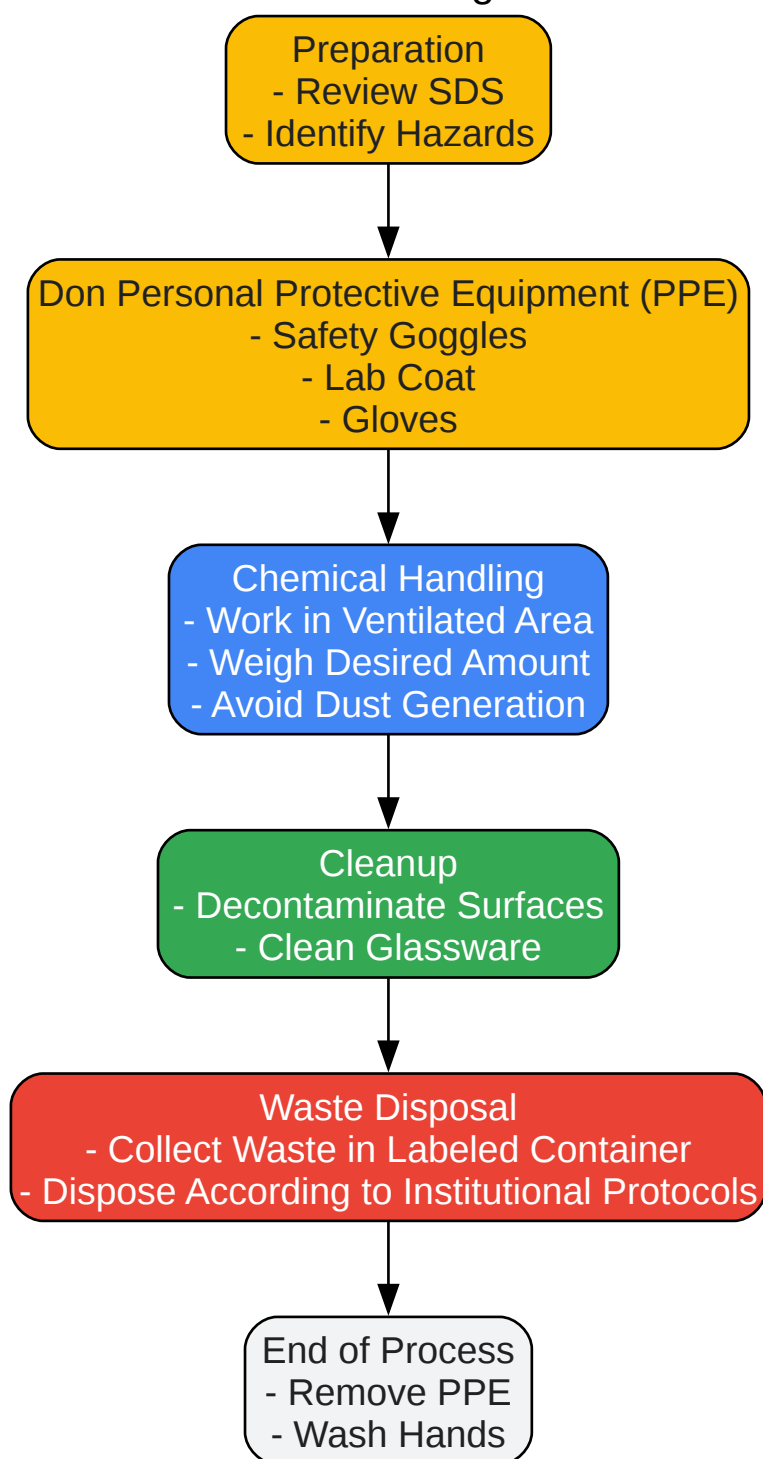 Preparation
- Review SDS
- Identify Hazards
Don Personal Protective Equipment (PPE)
- Safety Goggles
- Lab Coat
- Gloves
Chemical Handling
- Work in Ventilated Area
- Weigh Desired Amount
- Avoid Dust Generation
Cleanup
- Decontaminate Surfaces
- Clean Glassware
Waste Disposal
- Collect Waste in Labeled Container
- Dispose According to Institutional Protocols
End of Process
- Remove PPE
- Wash Hands